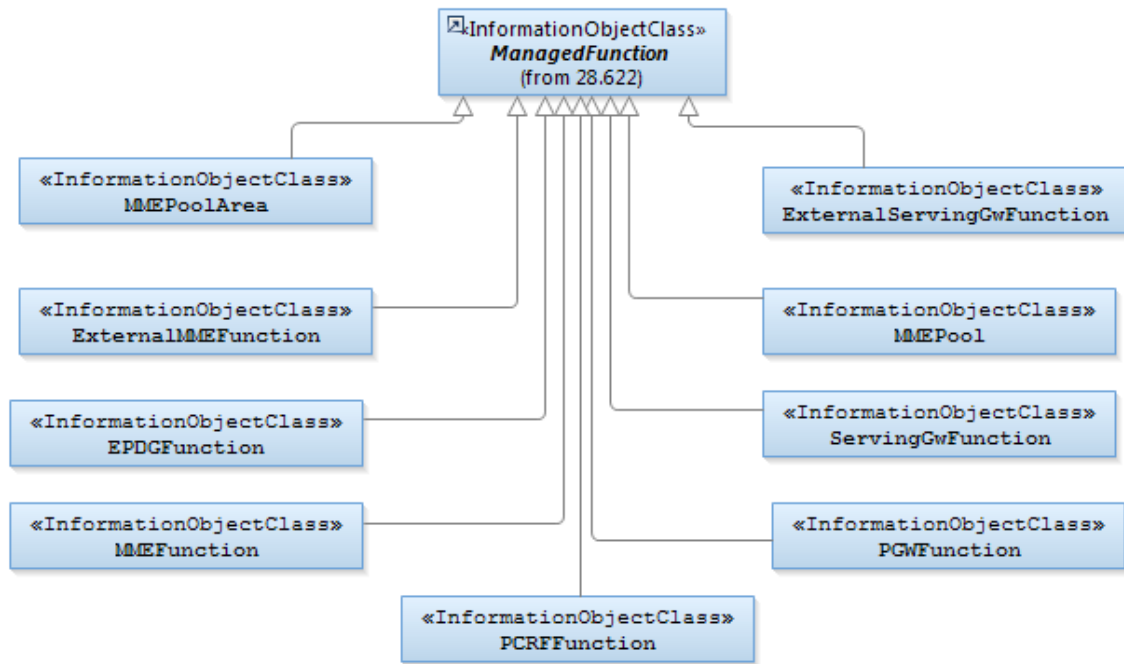 «InformationObjectClass»
ManagedFunction
(from 28.622)
«InformationObjectClass»
MMEPoolArea
«InformationObjectClass»
ExternalServingGwFunction
«InformationObjectClass»
ExternalMMEFunction
«InformationObjectClass»
MMEPool
«InformationObjectClass»
EPDGFunction
«InformationObjectClass»
ServingGwFunction
«InformationObjectClass»
MMEFunction
«InformationObjectClass»
PGWFunction
«InformationObjectClass»
PCRFFunction